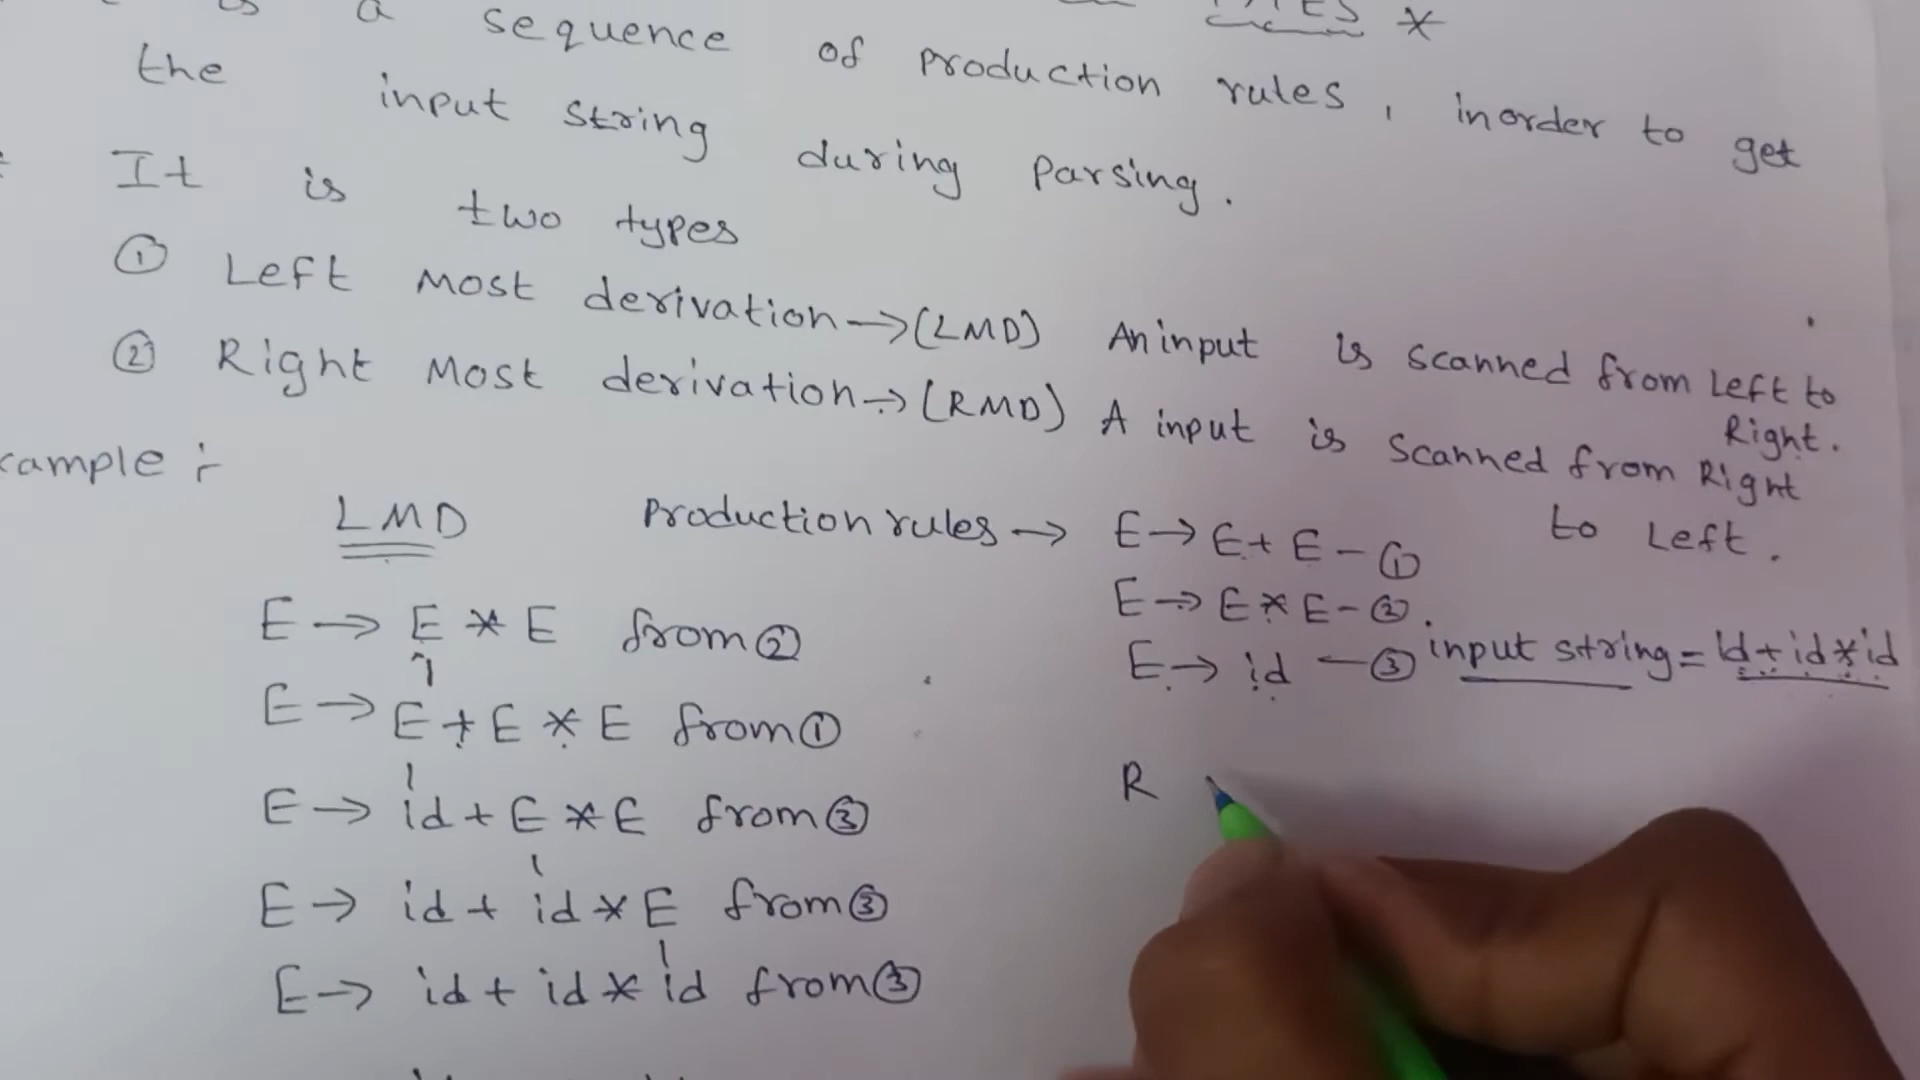 a sequence of production rules, inorder to get
the input string during parsing.
It is two types
① Left Most derivation → (LMD) An input is scanned from Left to Right.
② Right Most derivation → (RMD) A input is scanned from Right to Left.
LMD
Production rules → E → E + E - ①
E → E * E - ②.
E → id - ③ input string = id + id * id
E → E * E from ②
E → E + E * E from ①
E → id + E * E from ③
E → id + id * E from ③
E → id + id * id from ③
R